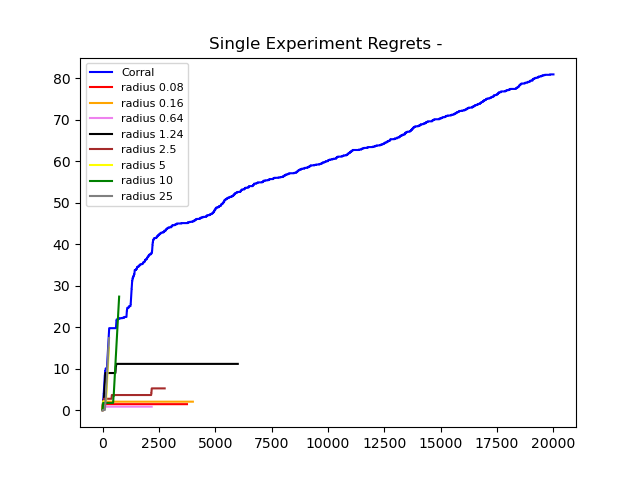 Single Experiment Regrets -
80
70
60
50
40
30
20
10
0
Corral
radius 0.08
radius 0.16
radius 0.64
radius 1.24
radius 2.5
radius 5
radius 10
radius 25
0 2500 5000 7500 10000 12500 15000 17500 20000